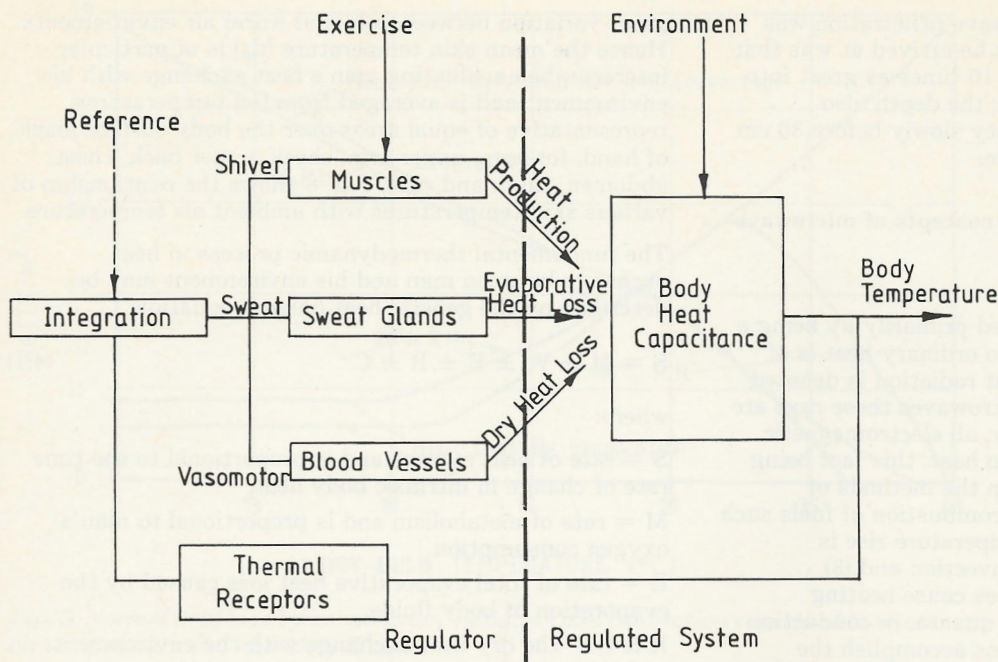 Exercise
Environment
Reference
Shiver
Muscles
Heat
Production
Integration
Sweat
Sweat Glands
Evaporative
Heat Loss
Body
Heat
Capacitance
Body
Temperature
Dry Heat Loss
Vasomotor
Blood Vessels
Thermal
Receptors
Regulator
Regulated System